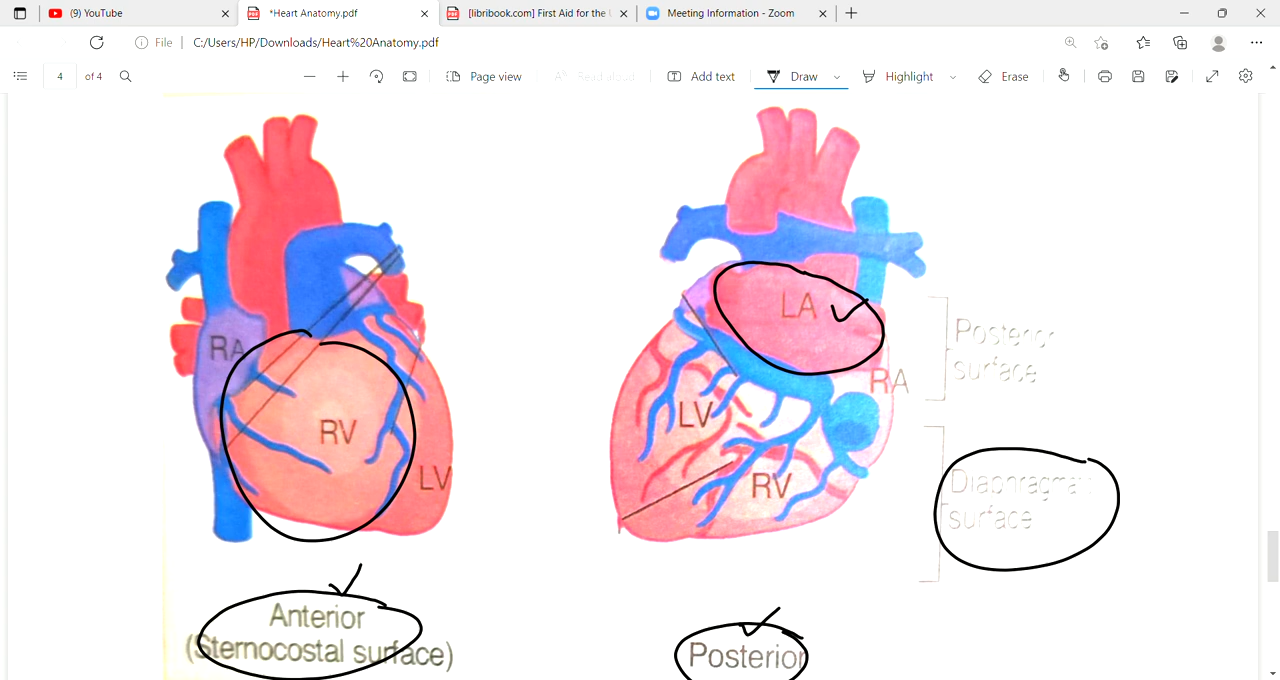 (9) YouTube
*Heart Anatomy.pdf
[libribook.com] First Aid for the
Meeting Information - Zoom
File
C:/Users/HP/Downloads/Heart%20Anatomy.pdf
4 of 4
Page view
Read aloud
Add text
Draw
Highlight
Erase
RA
RV
LV
Anterior
(Sternocostal surface)
LA
RA
LV
RV
Posterior
Posterior
surface
surface